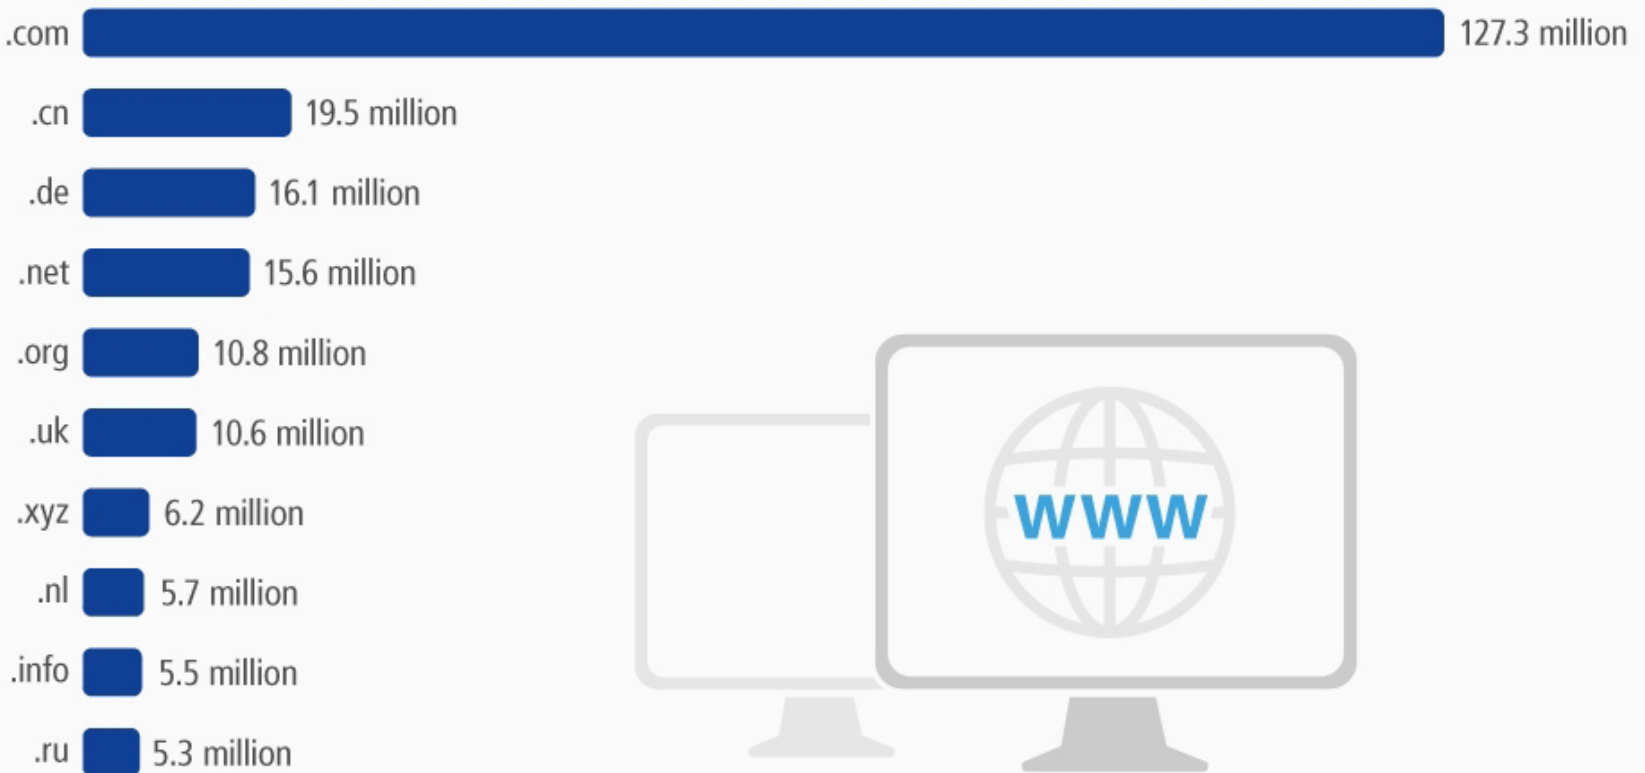 .com 127.3 million
.cn 19.5 million
.de 16.1 million
.net 15.6 million
.org 10.8 million
.uk 10.6 million
.xyz 6.2 million
.nl 5.7 million
.info 5.5 million
.ru 5.3 million
www